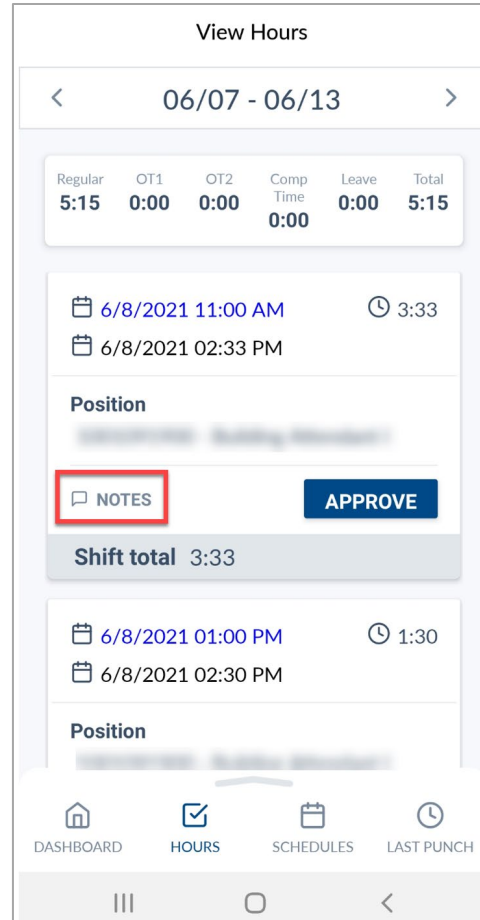 View Hours
06/07 - 06/13
Regular OT1 OT2 Comp Time Leave Total
5:15 0:00 0:00 0:00 0:00 5:15
6/8/2021 11:00 AM 3:33
6/8/2021 02:33 PM
Position
NOTES APPROVE
Shift total 3:33
6/8/2021 01:00 PM 1:30
6/8/2021 02:30 PM
Position
DASHBOARD HOURS SCHEDULES LAST PUNCH